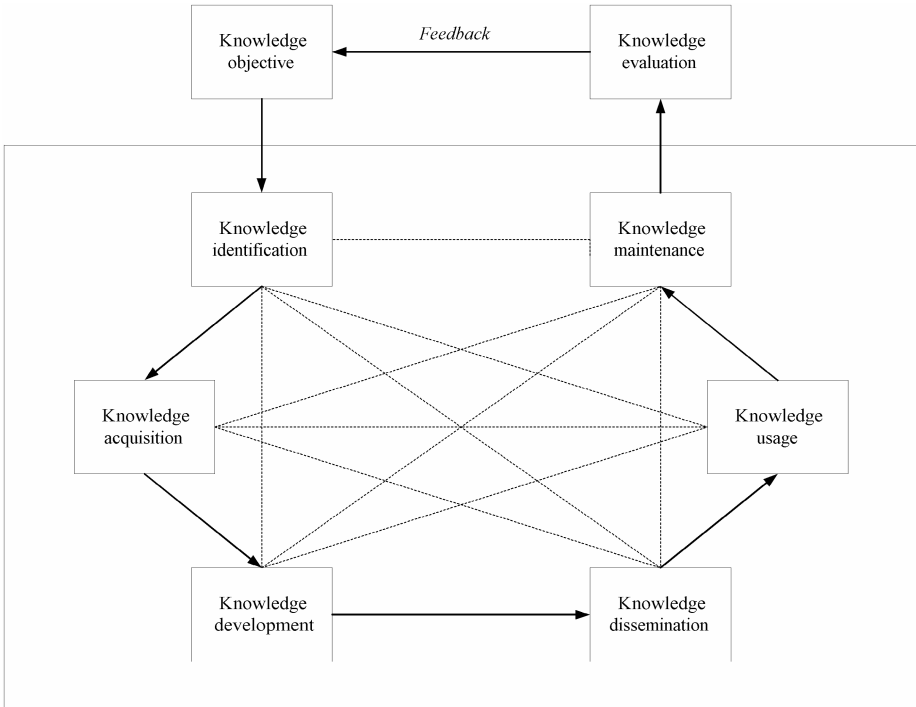 Knowledge
objective
Feedback
Knowledge
evaluation
Knowledge
identification
Knowledge
maintenance
Knowledge
acquisition
Knowledge
usage
Knowledge
development
Knowledge
dissemination